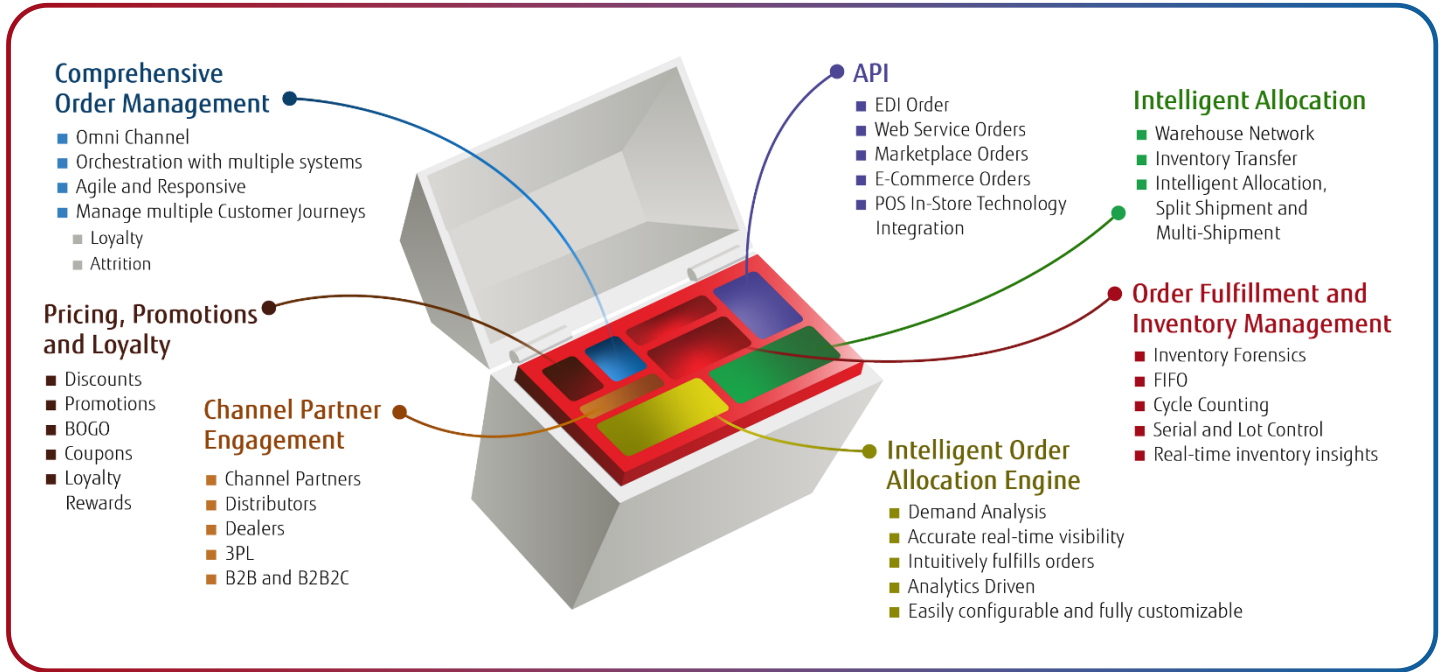 Comprehensive
Order Management
Omni Channel
Orchestration with multiple systems
Agile and Responsive
Manage multiple Customer Journeys
Loyalty
Attrition
Pricing, Promotions
and Loyalty
Discounts
Promotions
BOGO
Coupons
Loyalty
Rewards
Channel Partner
Engagement
Channel Partners
Distributors
Dealers
3PL
B2B and B2B2C
API
EDI Order
Web Service Orders
Marketplace Orders
E-Commerce Orders
POS In-Store Technology
Integration
Intelligent Allocation
Warehouse Network
Inventory Transfer
Intelligent Allocation,
Split Shipment and
Multi-Shipment
Order Fulfillment and
Inventory Management
Inventory Forensics
FIFO
Cycle Counting
Serial and Lot Control
Real-time inventory insights
Intelligent Order
Allocation Engine
Demand Analysis
Accurate real-time visibility
Intuitively fulfills orders
Analytics Driven
Easily configurable and fully customizable